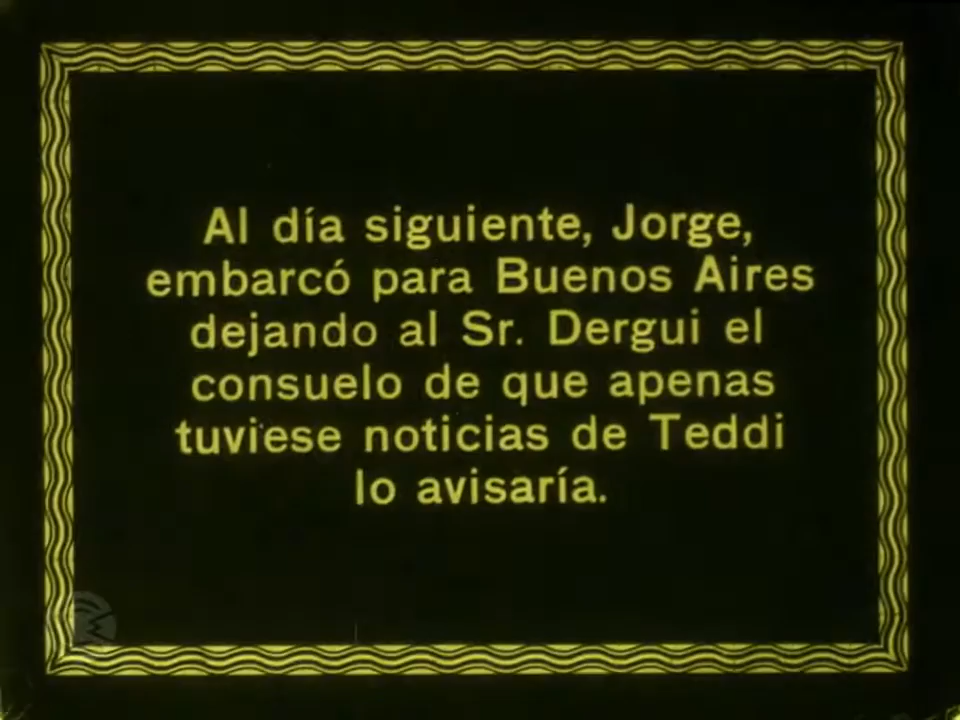 Al día siguiente, Jorge,
embarcó para Buenos Aires
dejando al Sr. Dergui el
consuelo de que apenas
tuviese noticias de Teddi
lo avisaría.